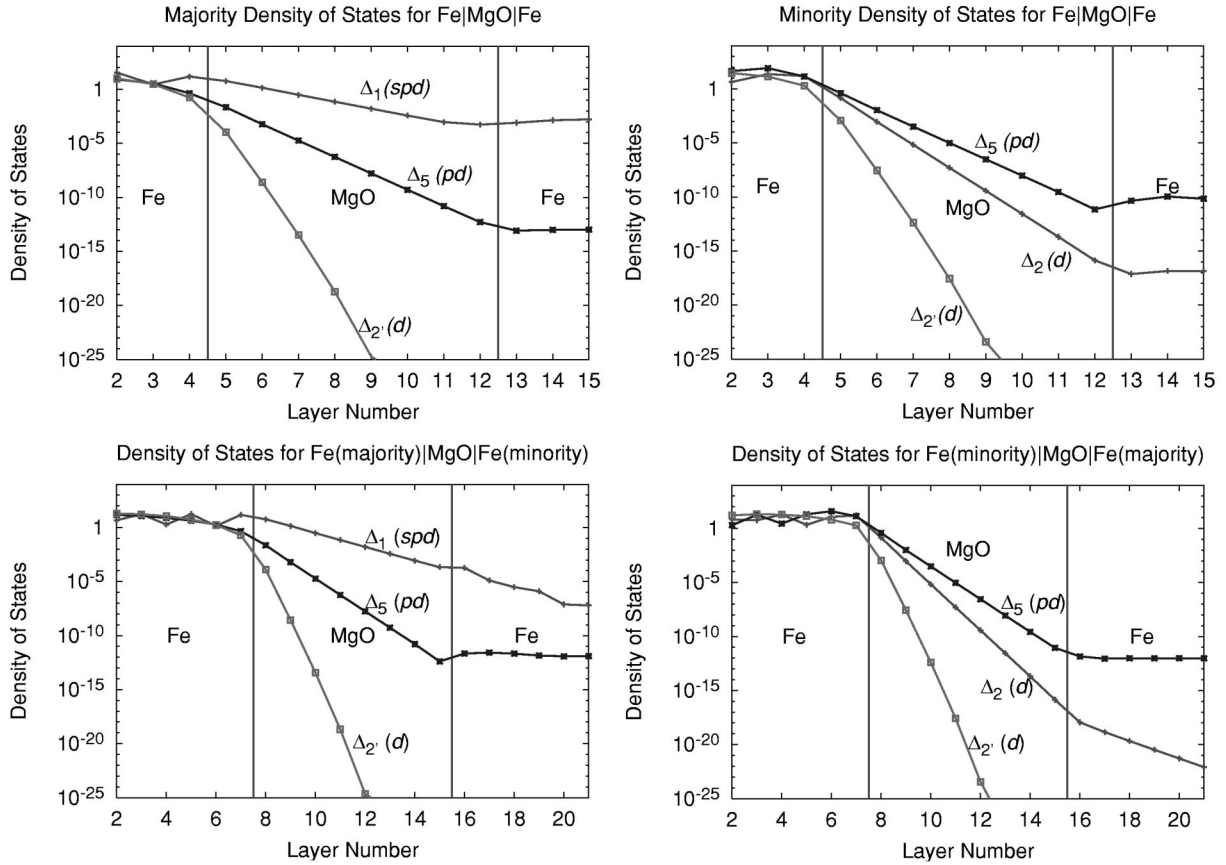 Majority Density of States for Fe|MgO|Fe
Density of States
1
10^-5
10^-10
10^-15
10^-20
10^-25
Δ1(spd)
Δ5 (pd)
Fe
MgO
Fe
Δ2'(d)
2 3 4 5 6 7 8 9 10 11 12 13 14 15
Layer Number
Minority Density of States for Fe|MgO|Fe
Density of States
1
10^-5
10^-10
10^-15
10^-20
10^-25
Δ5 (pd)
Fe
Fe
MgO
Δ2 (d)
Δ2'(d)
2 3 4 5 6 7 8 9 10 11 12 13 14 15
Layer Number
Density of States for Fe(majority)|MgO|Fe(minority)
Density of States
1
10^-5
10^-10
10^-15
10^-20
10^-25
Δ1 (spd)
Δ5 (pd)
Fe
MgO
Fe
Δ2' (d)
2 4 6 8 10 12 14 16 18 20
Layer Number
Density of States for Fe(minority)|MgO|Fe(majority)
Density of States
1
10^-5
10^-10
10^-15
10^-20
10^-25
MgO
Δ5 (pd)
Fe
Fe
Δ2 (d)
Δ2' (d)
2 4 6 8 10 12 14 16 18 20
Layer Number